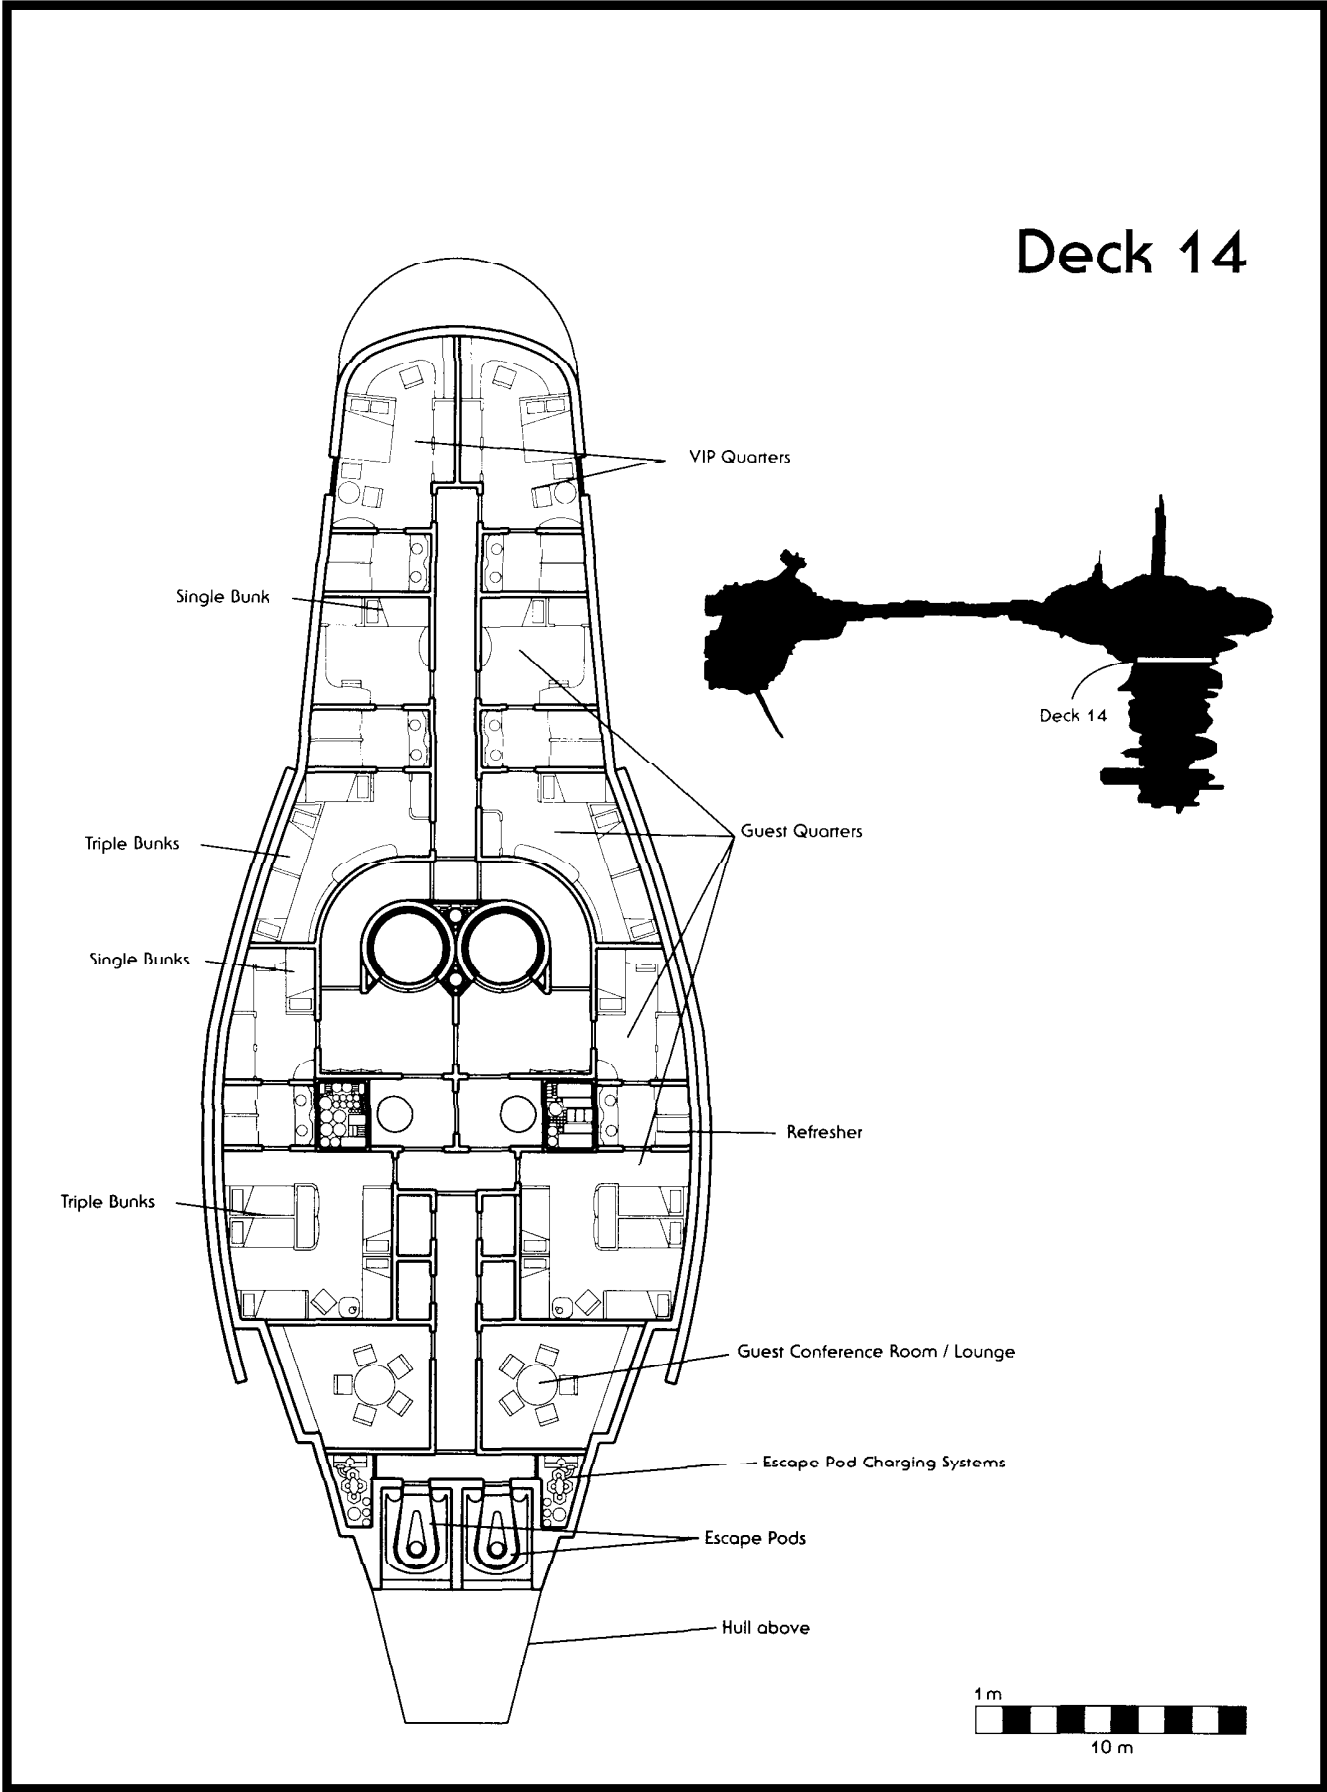 Deck 14
VIP Quarters
Single Bunk
Deck 14
Guest Quarters
Triple Bunks
Single Bunks
Refresher
Triple Bunks
Guest Conference Room / Lounge
Escape Pod Charging Systems
Escape Pods
Hull above
1 m
10 m